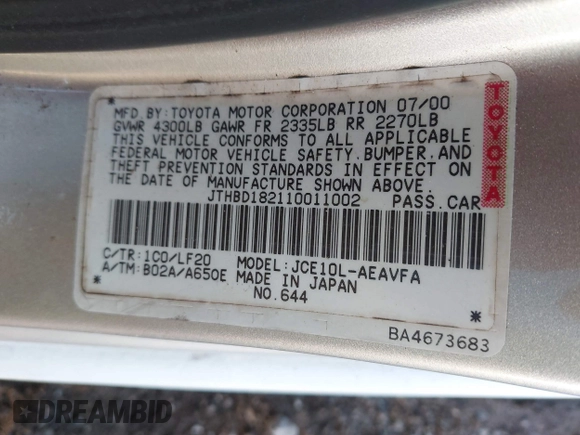 MFD.BY:TOYOTA MOTOR CORPORATION 07/00
GVWR 4300LB GAWR FR 2335LB RR 2270LB
THIS VEHICLE CONFORMS TO ALL APPLICABLE
FEDERAL MOTOR VEHICLE SAFETY,BUMPER,AND
THEFT PREVENTION STANDARDS IN EFFECT ON
THE DATE OF MANUFACTURE SHOWN ABOVE.
JTHBD182110011002 PASS.CAR
C/TR:1C0/LF20 MODEL:JCE10L-AEAVFA
A/TM:B02A/A650E MADE IN JAPAN
NO.644
BA4673683
TOYOTA
DREAMBID